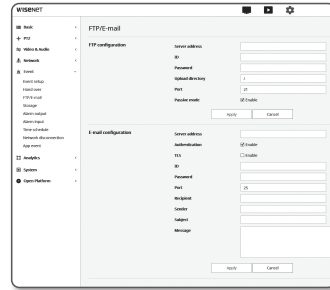 WISENET
Basic
PTZ
Video & Audio
Network
Event
Event setup
Hand over
FTP/E-mail
Storage
Alarm output
Alarm input
Time schedule
Network disconnection
App event
Analytics
System
Open Platform
FTP/E-mail
FTP configuration
Server address
ID
Password
Upload directory /
Port 21
Passive mode Enable
Apply Cancel
E-mail configuration
Server address
Authentication Enable
TLS Enable
ID
Password
Port 25
Recipient
Sender
Subject
Message
Apply Cancel